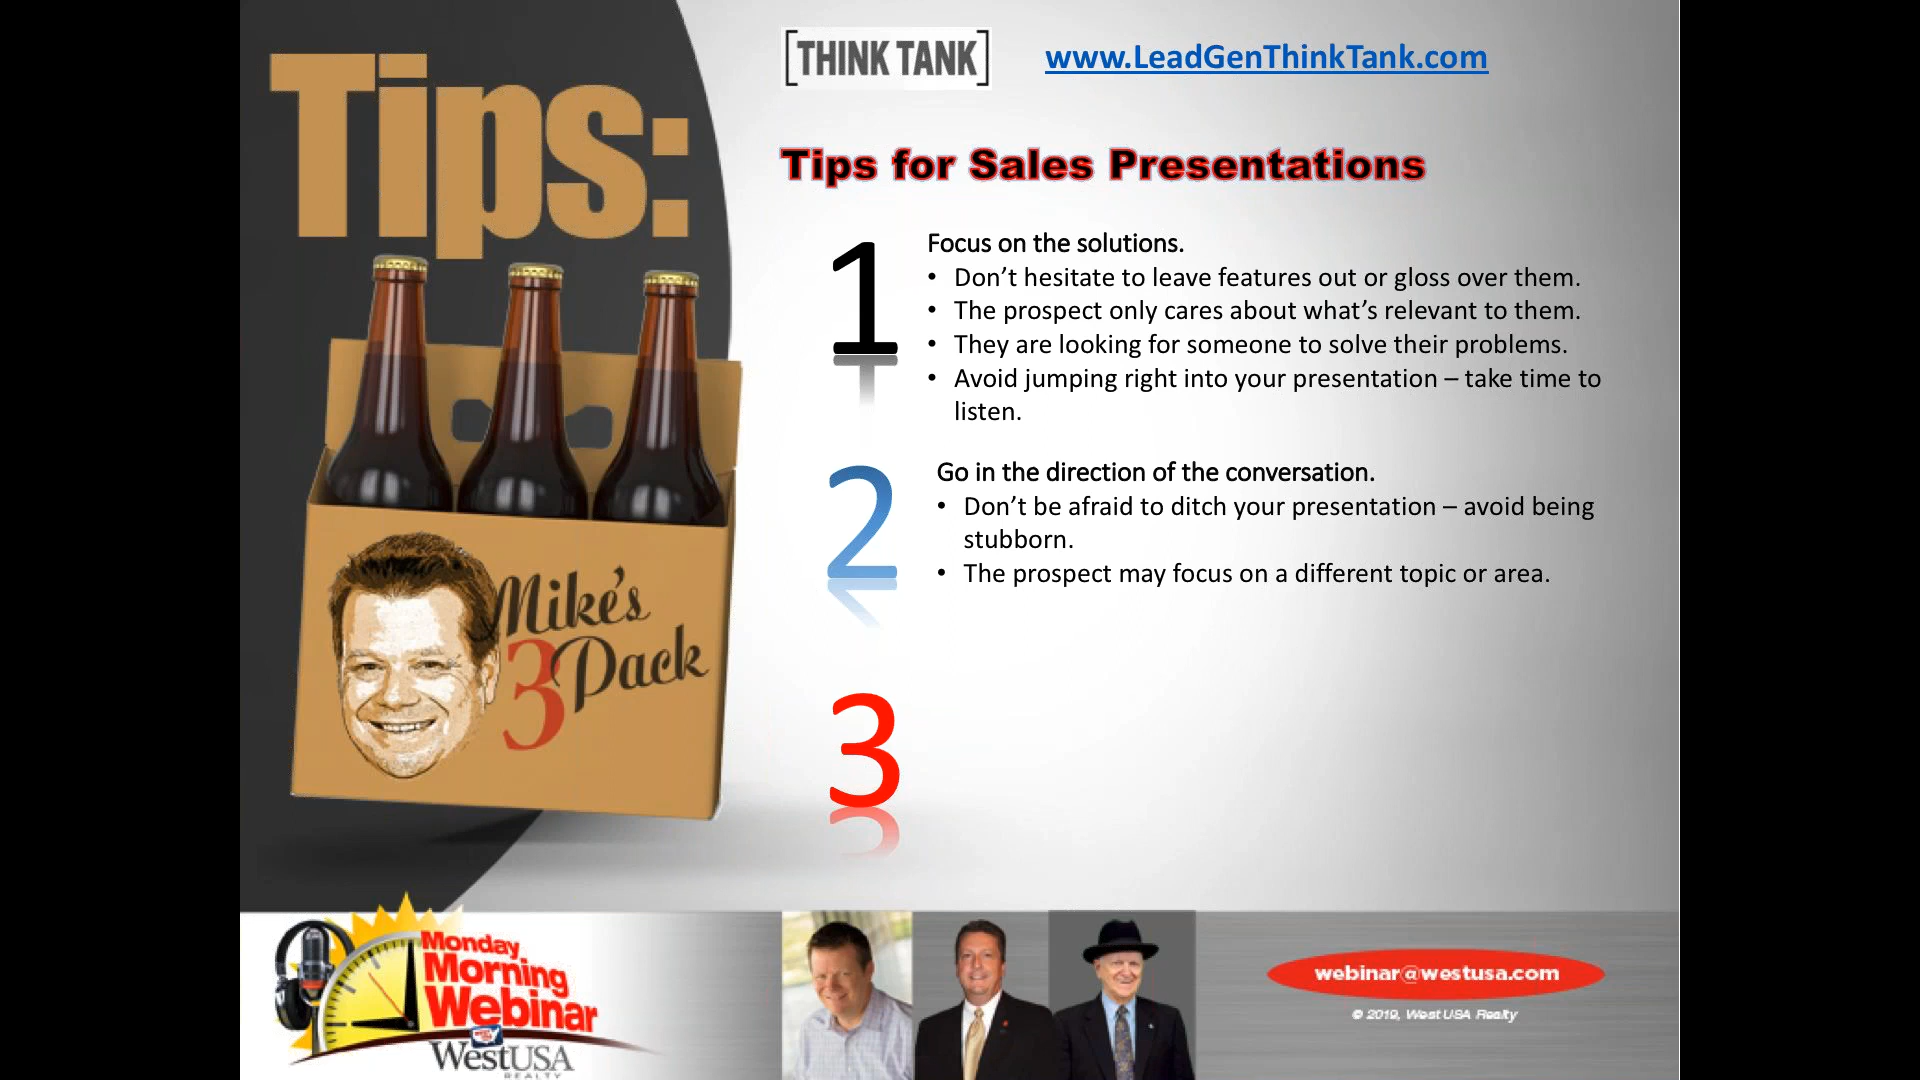 Tips:
[THINK TANK]
www.LeadGenThinkTank.com
Tips for Sales Presentations
1
Focus on the solutions.
• Don’t hesitate to leave features out or gloss over them.
• The prospect only cares about what’s relevant to them.
• They are looking for someone to solve their problems.
• Avoid jumping right into your presentation – take time to
listen.
2
Go in the direction of the conversation.
• Don’t be afraid to ditch your presentation – avoid being
stubborn.
• The prospect may focus on a different topic or area.
3
Mike's
3 Pack
Monday
Morning
Webinar
WestUSA
REALTY
webinar@westusa.com
© 2019, West USA Realty